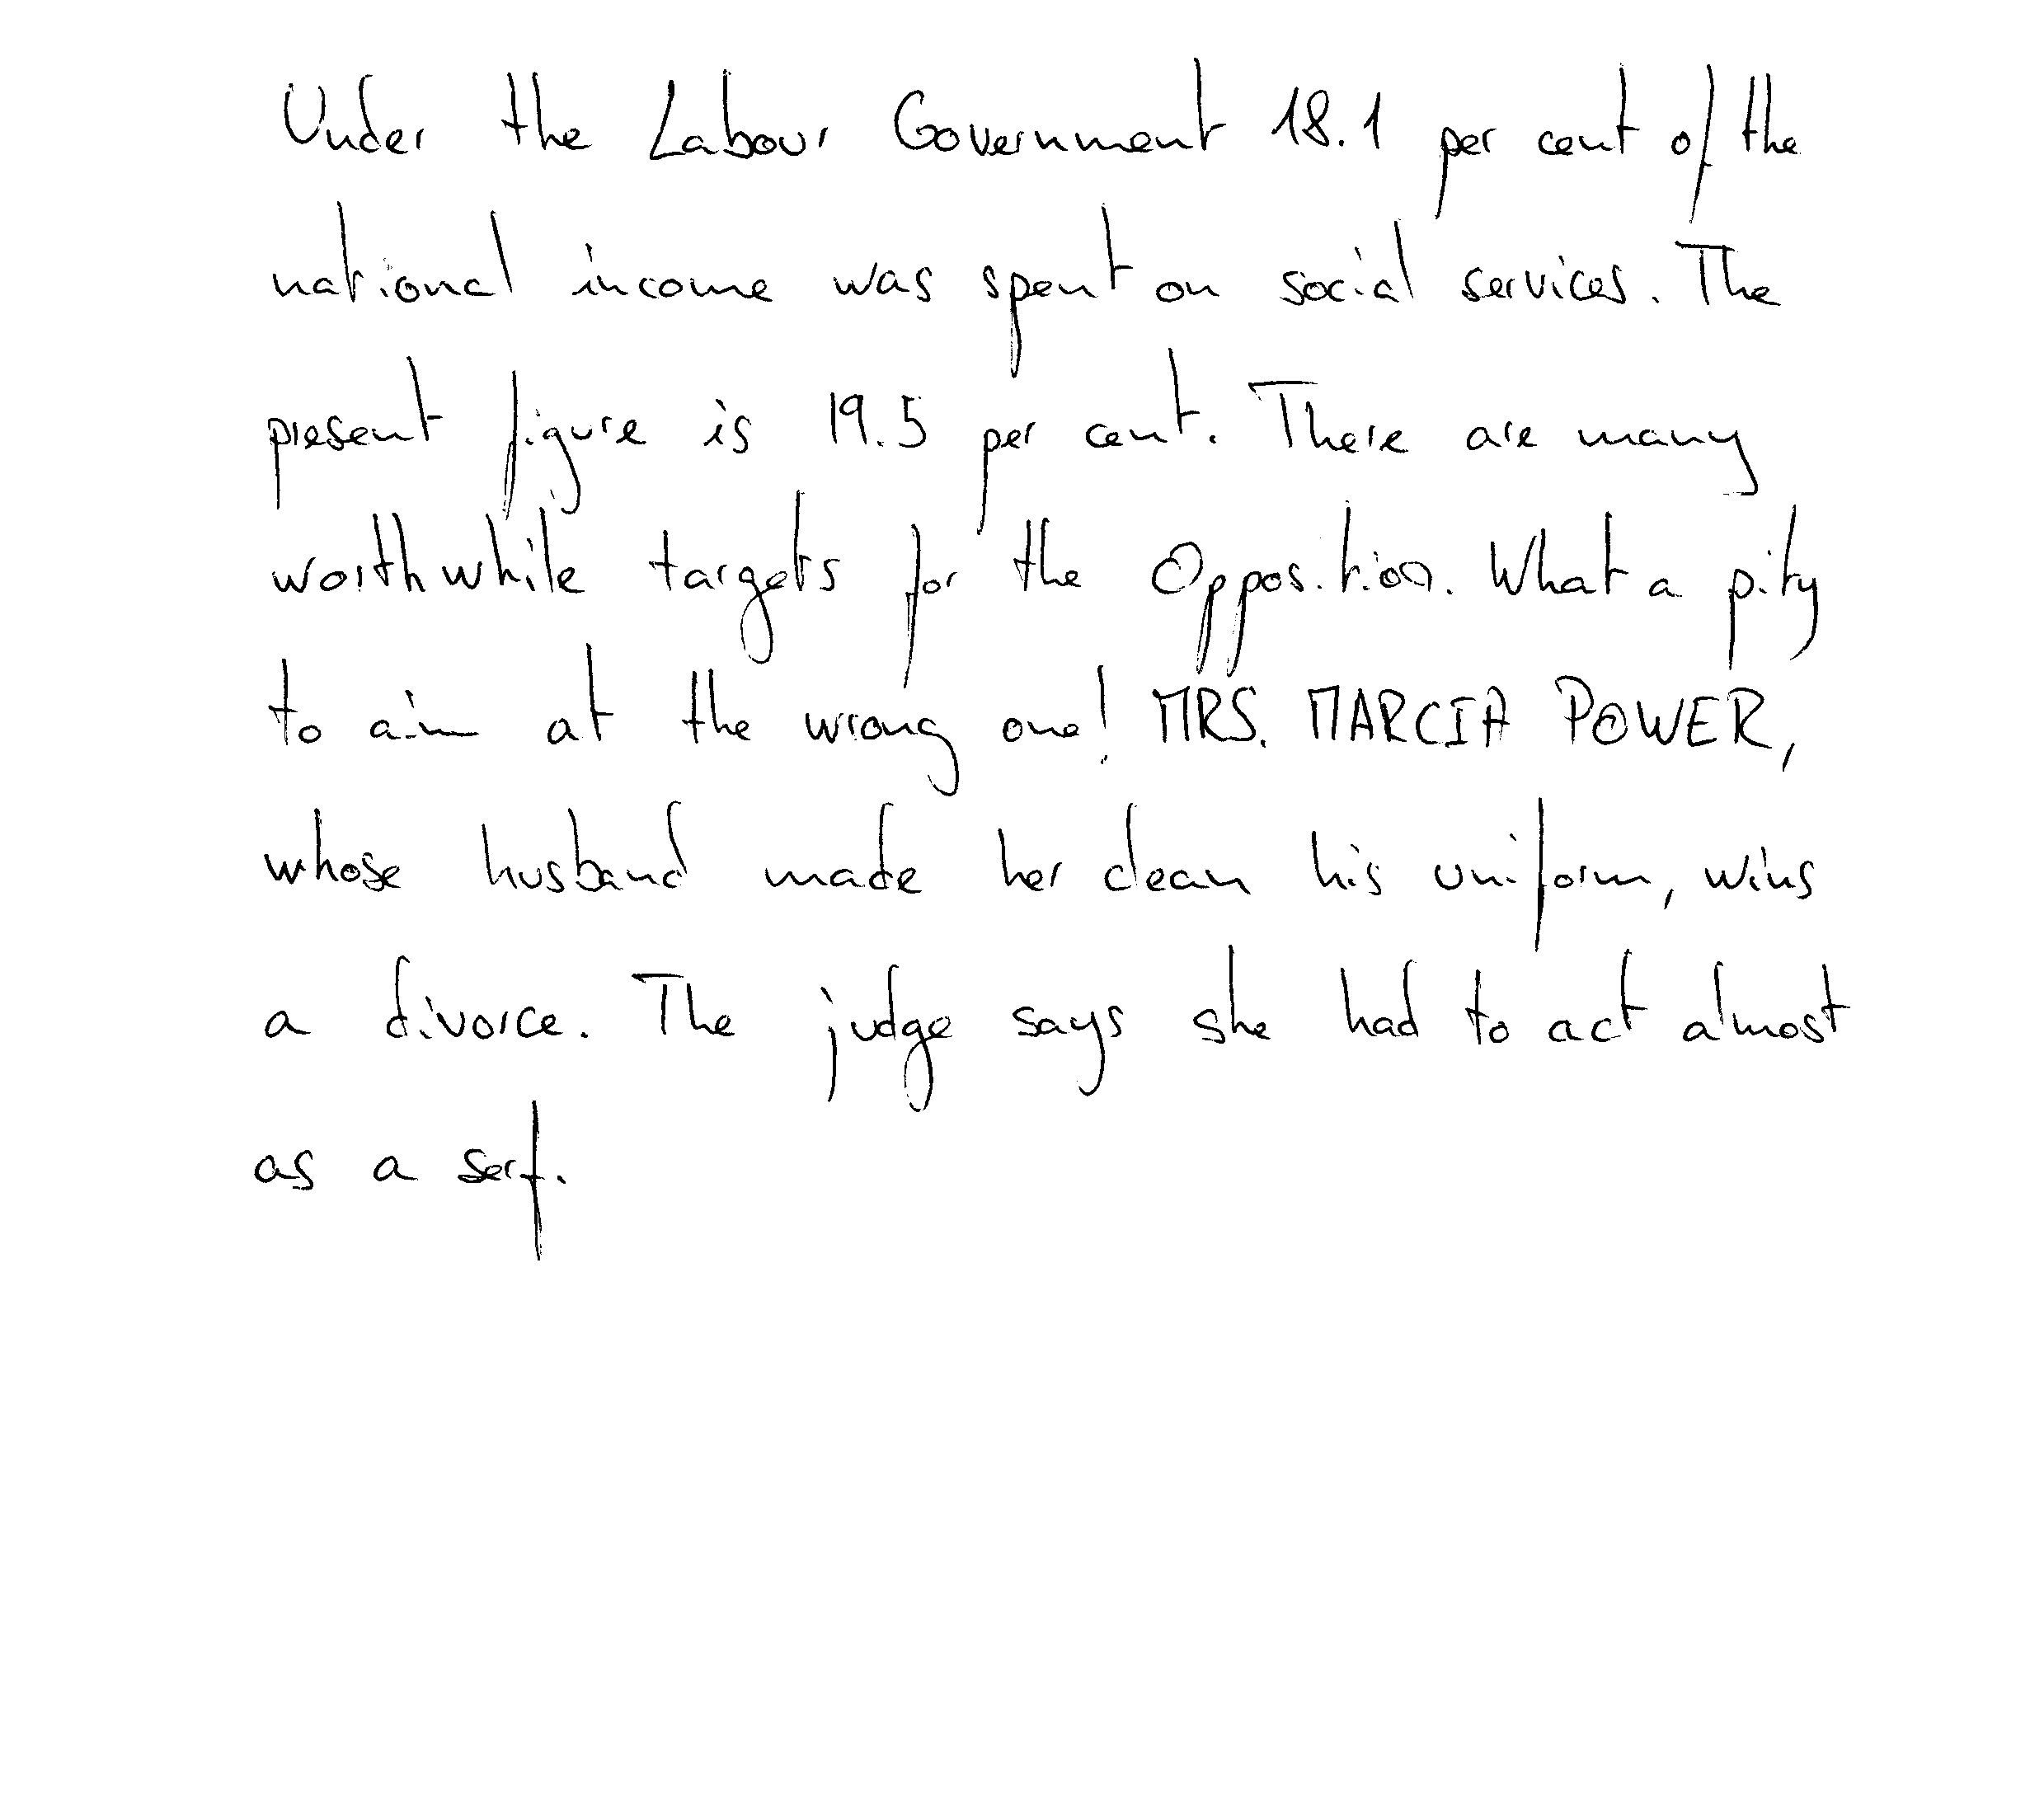 Under the Labour Government 18.1 per cent of the
national income was spent on social services. The
present figure is 19.5 per cent. There are many
worthwhile targets for the Opposition. What a pity
to aim at the wrong one! MRS. MARCIA POWER,
whose husband made her clean his uniform, wins
a divorce. The judge says she had to act almost
as a serf.